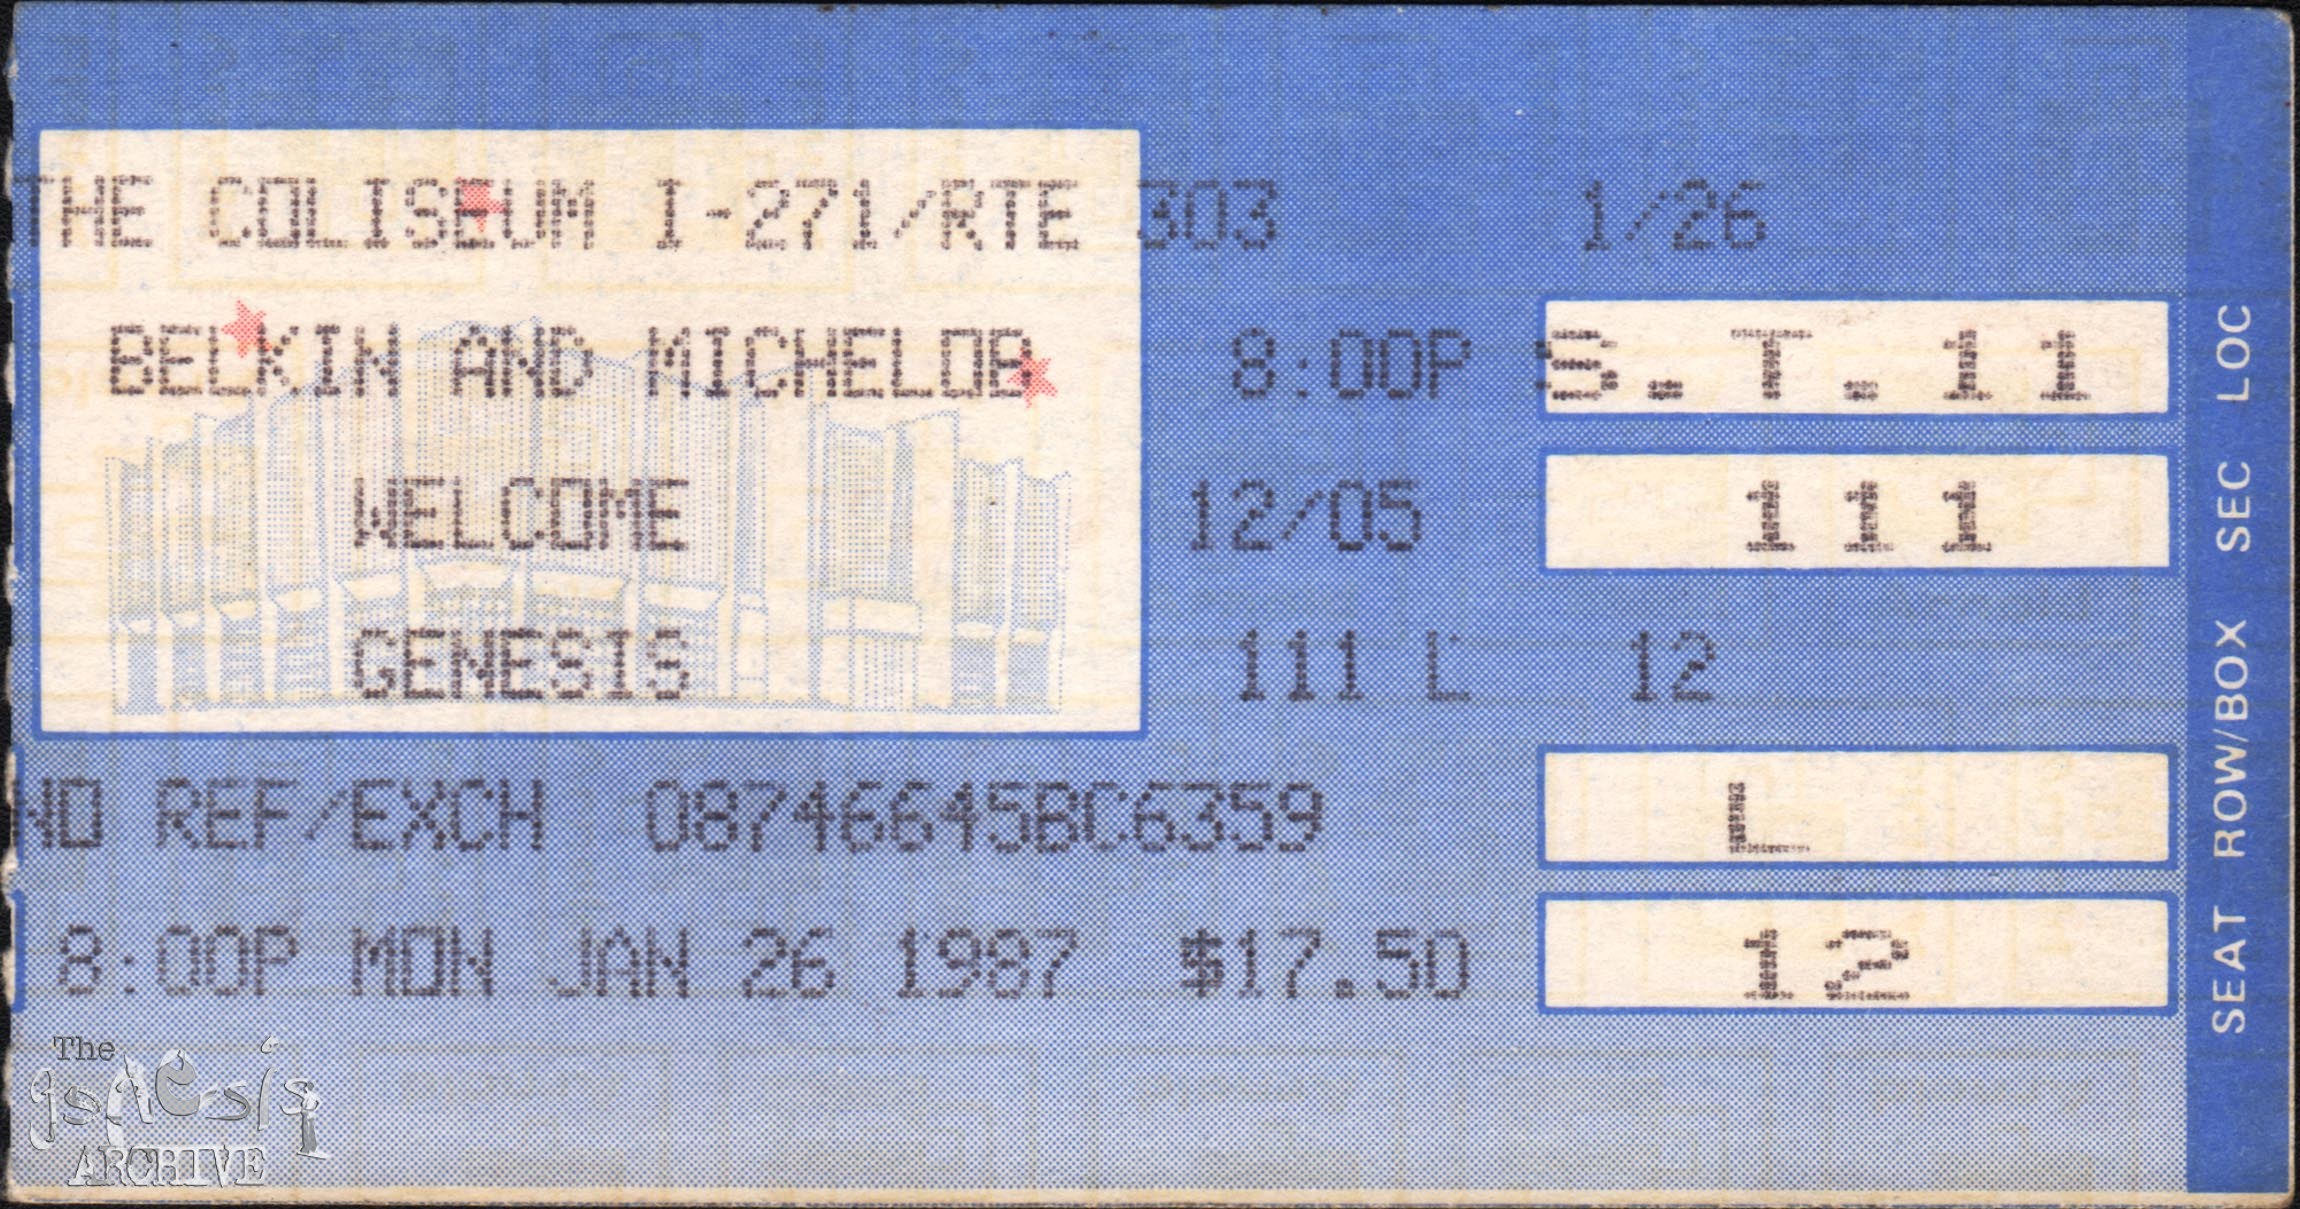 THE COLISEUM I-271/RTE 303 1/26
BELKIN AND MICHELOB 8:00P S.T.11
WELCOME 12/05 111
GENESIS 111 L 12
NO REF/EXCH 08746645BC6359 L
8:00P MON JAN 26 1987 $17.50 12
SEAT ROW/BOX SEC LOC
The
genesis
ARCHIVE